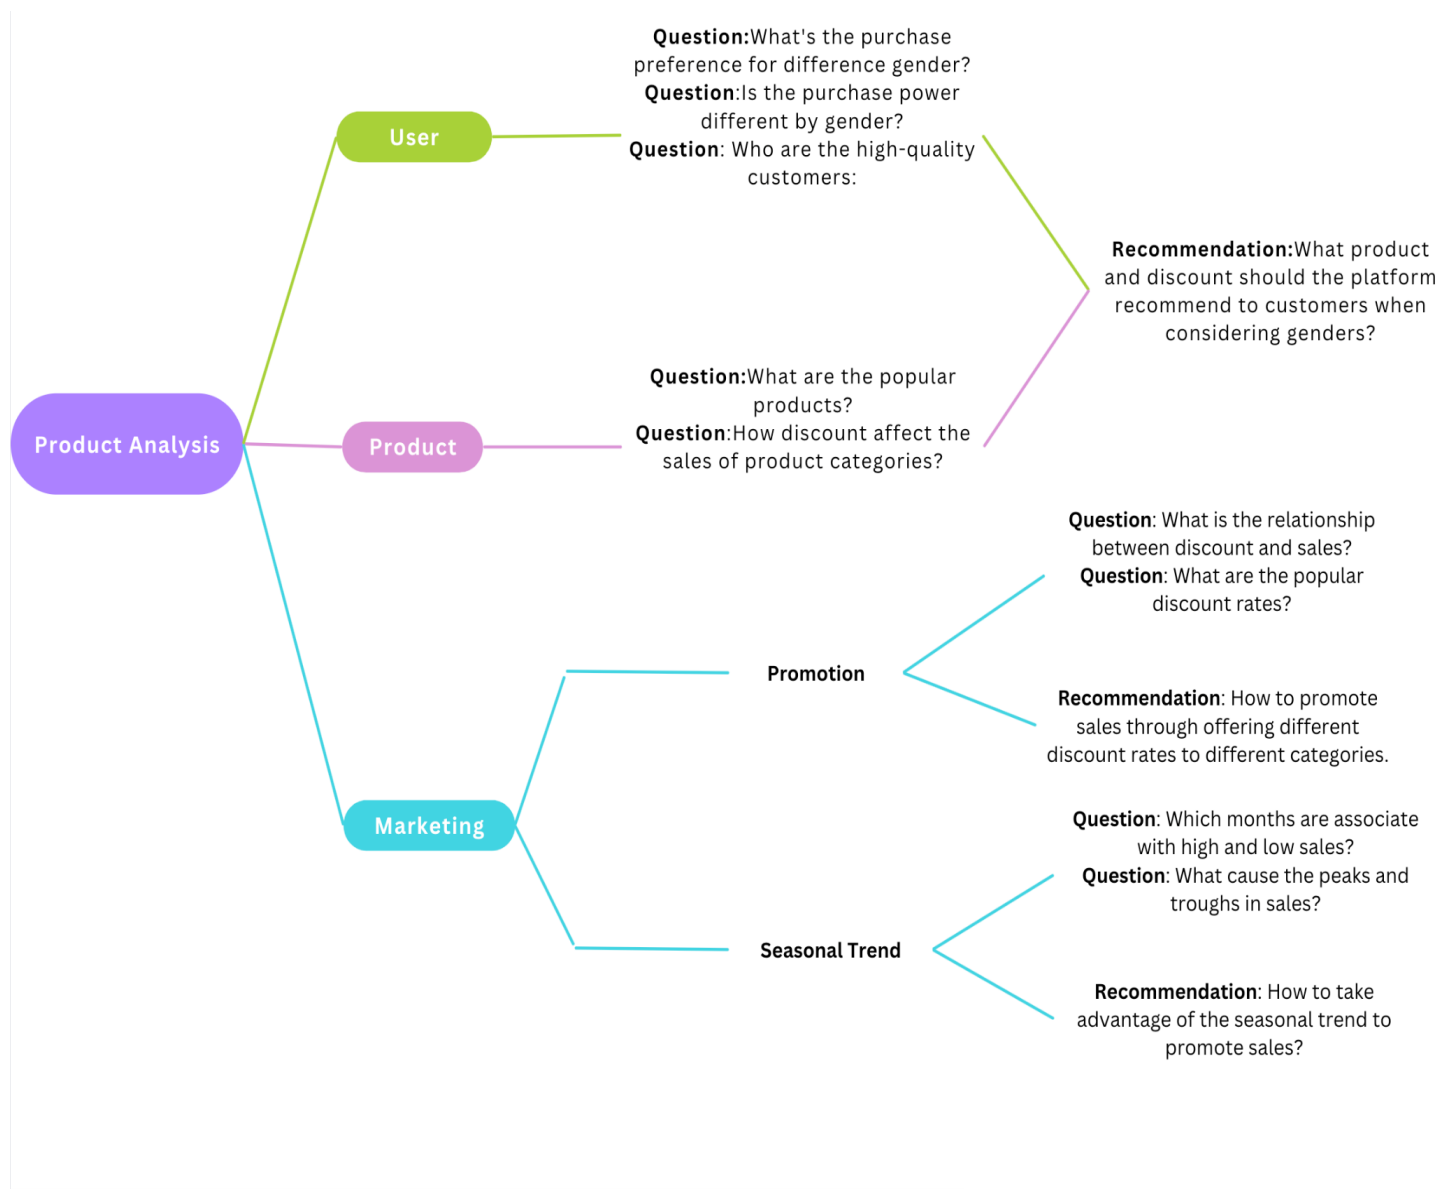 Product Analysis
User
Question:What's the purchase
preference for difference gender?
Question:Is the purchase power
different by gender?
Question: Who are the high-quality
customers:
Product
Question:What are the popular
products?
Question:How discount affect the
sales of product categories?
Recommendation:What product
and discount should the platform
recommend to customers when
considering genders?
Marketing
Promotion
Question: What is the relationship
between discount and sales?
Question: What are the popular
discount rates?
Recommendation: How to promote
sales through offering different
discount rates to different categories.
Seasonal Trend
Question: Which months are associate
with high and low sales?
Question: What cause the peaks and
troughs in sales?
Recommendation: How to take
advantage of the seasonal trend to
promote sales?